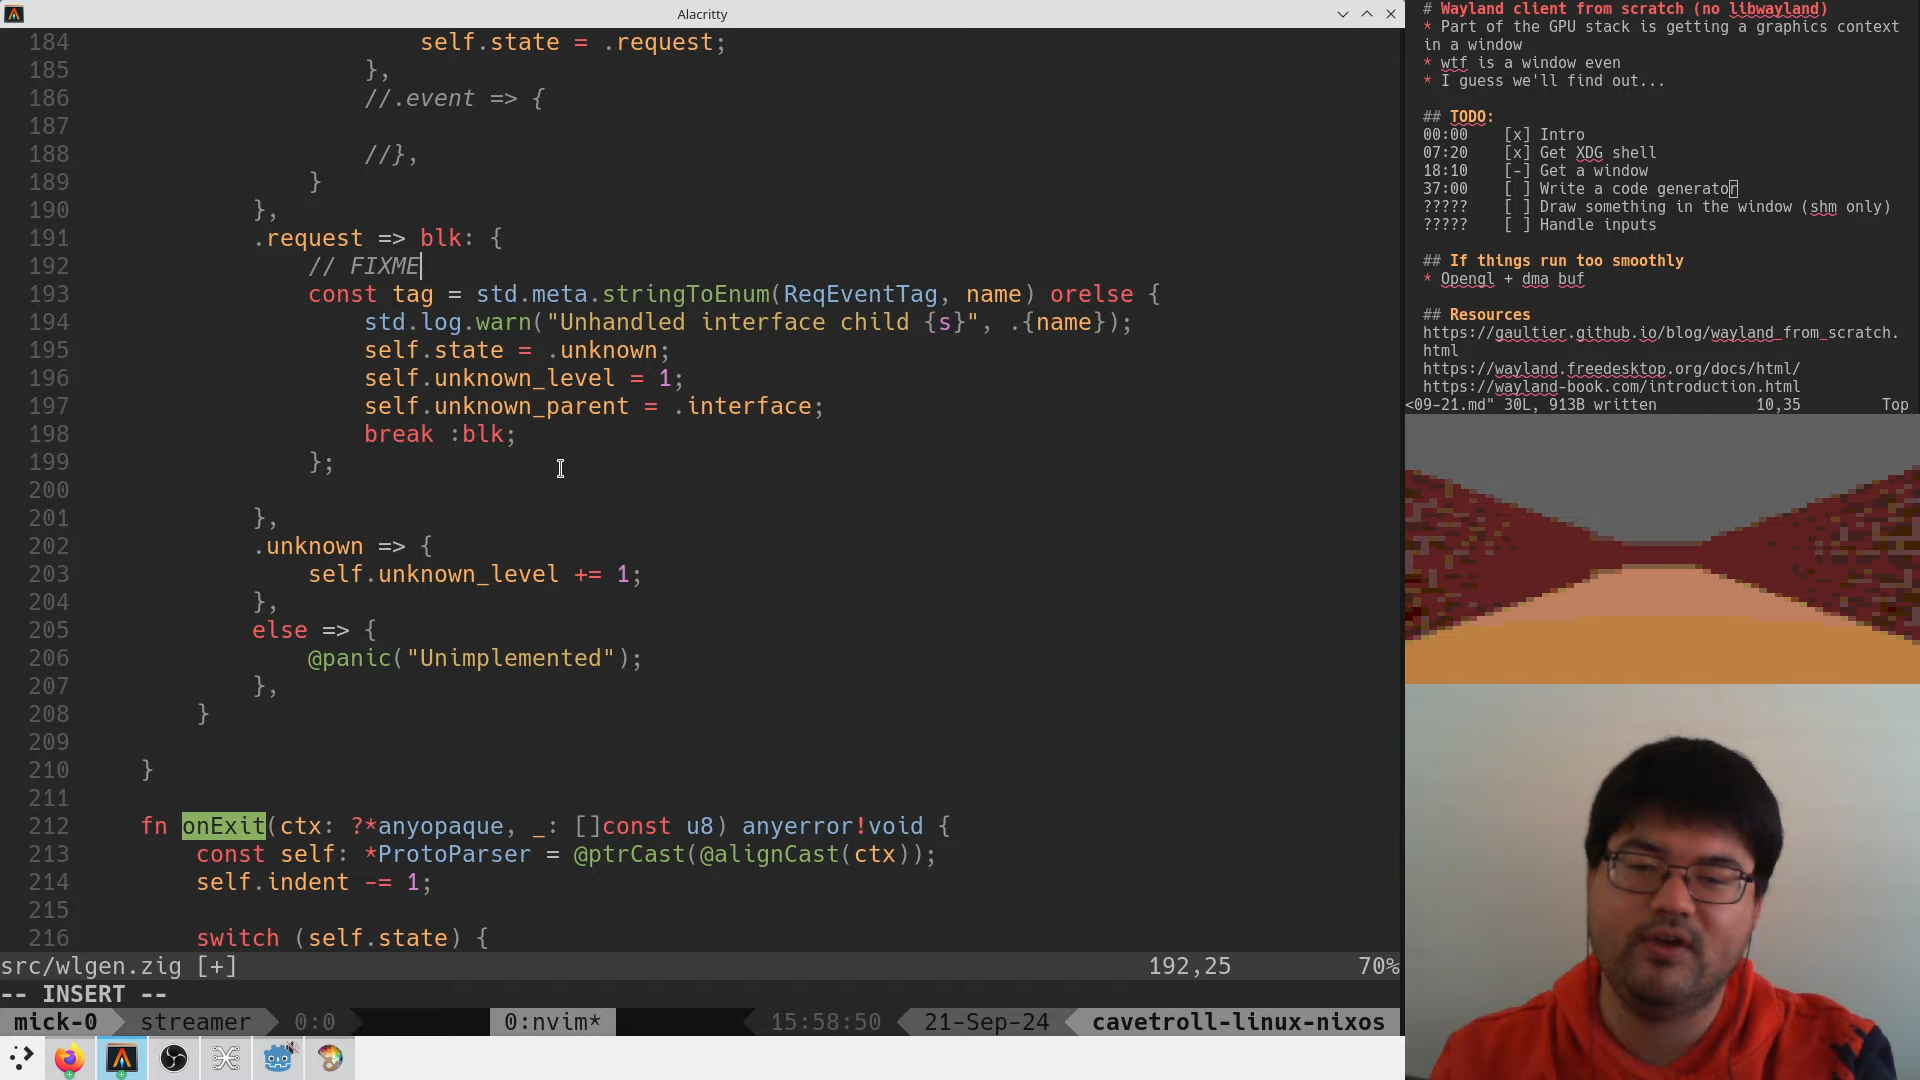 Alacritty
184 self.state = .request;
185 },
186 //.event => {
187
188 //},
189 }
190 },
191 .request => blk: {
192 // FIXME
193 const tag = std.meta.stringToEnum(ReqEventTag, name) orelse {
194 std.log.warn("Unhandled interface child {s}", .{name});
195 self.state = .unknown;
196 self.unknown_level = 1;
197 self.unknown_parent = .interface;
198 break :blk;
199 };
200
201 },
202 .unknown => {
203 self.unknown_level += 1;
204 },
205 else => {
206 @panic("Unimplemented");
207 },
208 }
209
210 }
211
212 fn onExit(ctx: ?*anyopaque, _: []const u8) anyerror!void {
213 const self: *ProtoParser = @ptrCast(@alignCast(ctx));
214 self.indent -= 1;
215
216 switch (self.state) {
src/wlgen.zig [+] 192,25 70%
-- INSERT --
mick-0 streamer 0:0 0:nvim* 15:58:50 21-Sep-24 cavetroll-linux-nixos
# Wayland client from scratch (no libwayland)
* Part of the GPU stack is getting a graphics context
in a window
* wtf is a window even
* I guess we'll find out...
## TODO:
00:00 [x] Intro
07:20 [x] Get XDG shell
18:10 [-] Get a window
37:00 [ ] Write a code generator
????? [ ] Draw something in the window (shm only)
????? [ ] Handle inputs
## If things run too smoothly
* Opengl + dma buf
## Resources
https://gaultier.github.io/blog/wayland_from_scratch.
html
https://wayland.freedesktop.org/docs/html/
https://wayland-book.com/introduction.html
<09-21.md" 30L, 913B written 10,35 Top